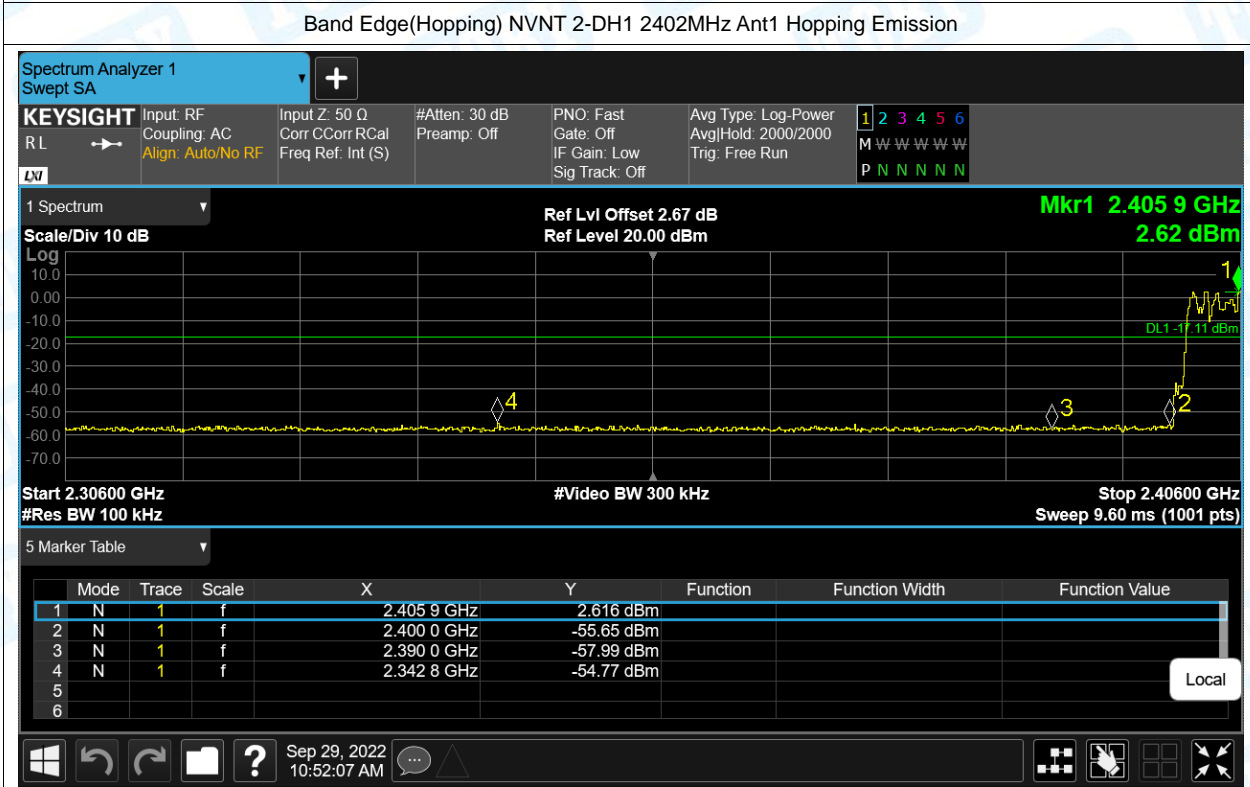 Band Edge(Hopping) NVNT 2-DH1 2402MHz Ant1 Hopping Emission
Spectrum Analyzer 1
Swept SA
+
KEYSIGHT
RL
LXI
Input: RF
Coupling: AC
Align: Auto/No RF
Input Z: 50 Ω
Corr CCorr RCal
Freq Ref: Int (S)
#Atten: 30 dB
Preamp: Off
PNO: Fast
Gate: Off
IF Gain: Low
Sig Track: Off
Avg Type: Log-Power
Avg|Hold: 2000/2000
Trig: Free Run
1 2 3 4 5 6
M W W W W W
P N N N N N
1 Spectrum
Scale/Div 10 dB
Ref Lvl Offset 2.67 dB
Ref Level 20.00 dBm
Mkr1 2.405 9 GHz
2.62 dBm
Log
10.0
0.00
-10.0
-20.0
-30.0
-40.0
-50.0
-60.0
-70.0
1
DL1 -17.11 dBm
4
3
2
Start 2.30600 GHz
#Res BW 100 kHz
#Video BW 300 kHz
Stop 2.40600 GHz
Sweep 9.60 ms (1001 pts)
5 Marker Table
Mode Trace Scale X Y Function Function Width Function Value
1 N 1 f 2.405 9 GHz 2.616 dBm
2 N 1 f 2.400 0 GHz -55.65 dBm
3 N 1 f 2.390 0 GHz -57.99 dBm
4 N 1 f 2.342 8 GHz -54.77 dBm
5
6
Local
?
Sep 29, 2022
10:52:07 AM